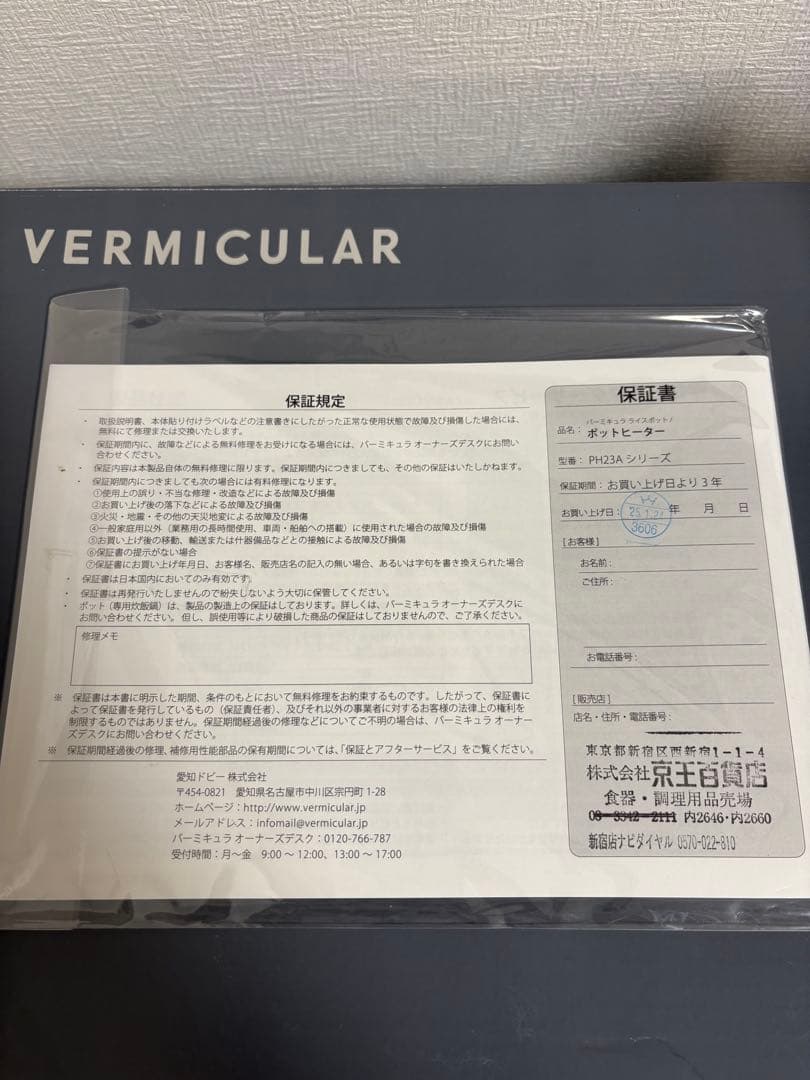 VERMICULAR
保証規定
・ 取扱説明書、本体貼り付けラベルなどの注意書きにしたがった正常な使用状態で故障及び損傷した場合には、
無料にて修理または交換いたします。
・ 保証期間内に、故障などによる無料修理をお受けになる場合には、バーミキュラ オーナーズデスクにお問い
合わせください。
・ 保証内容は本製品自体の無料修理に限ります。保証期間内につきましても、その他の保証はいたしかねます。
・ 保証期間内につきましても次の場合には有料修理になります。
①使用上の誤り・不当な修理・改造などによる故障及び損傷
②お買い上げ後の落下などによる故障及び損傷
③火災・地震・その他の天災地変による故障及び損傷
④一般家庭用以外(業務用の長時間使用、車両・船舶への搭載)に使用された場合の故障及び損傷
⑤お買い上げ後の移動、輸送または什器備品などとの接触による故障及び損傷
⑥保証書の提示がない場合
⑦保証書にお買い上げ年月日、お客様名、販売店名の記入の無い場合、あるいは字句を書き換えられた場合
・ 保証書は日本国内においてのみ有効です。
・ 保証書は再発行いたしませんので紛失しないよう大切に保管してください。
・ ポット(専用炊飯鍋)は、製品の製造上の保証はしております。詳しくは、バーミキュラ オーナーズデスクに
お問い合わせください。但し、誤使用等により破損した商品の保証はしておりませんので、ご了承ください。
修理メモ
※ 保証書は本書に明示した期間、条件のもとにおいて無料修理をお約束するものです。したがって、保証書に
よって保証書を発行しているもの(保証責任者)、及びそれ以外の事業者に対するお客様の法律上の権利を
制限するものではありません。保証期間経過後の修理などについてご不明の場合は、バーミキュラ オーナー
ズデスクにお問い合わせください。
※ 保証期間経過後の修理、補修用性能部品の保有期間については、「保証とアフターサービス」をご覧ください。
愛知ドビー 株式会社
〒454-0821 愛知県名古屋市中川区宗円町 1-28
ホームページ:http://www.vermicular.jp
メールアドレス:infomail@vermicular.jp
バーミキュラ オーナーズデスク:0120-766-787
受付時間:月～金 9:00 ～ 12:00、13:00 ～ 17:00
保証書
バーミキュラ ライスポット /
品名: ポットヒーター
型番: PH23A シリーズ
保証期間: お買い上げ日より 3 年
お買い上げ日: 年 月 日
25.1.21
3606
[お客様]
お名前:
ご住所:
お電話番号:
[販売店]
店名・住所・電話番号:
東京都新宿区西新宿1-1-4
株式会社京王百貨店
食器・調理用品売場
03-3342-2111 内2646・内2660
新宿店ナビダイヤル 0570-022-810